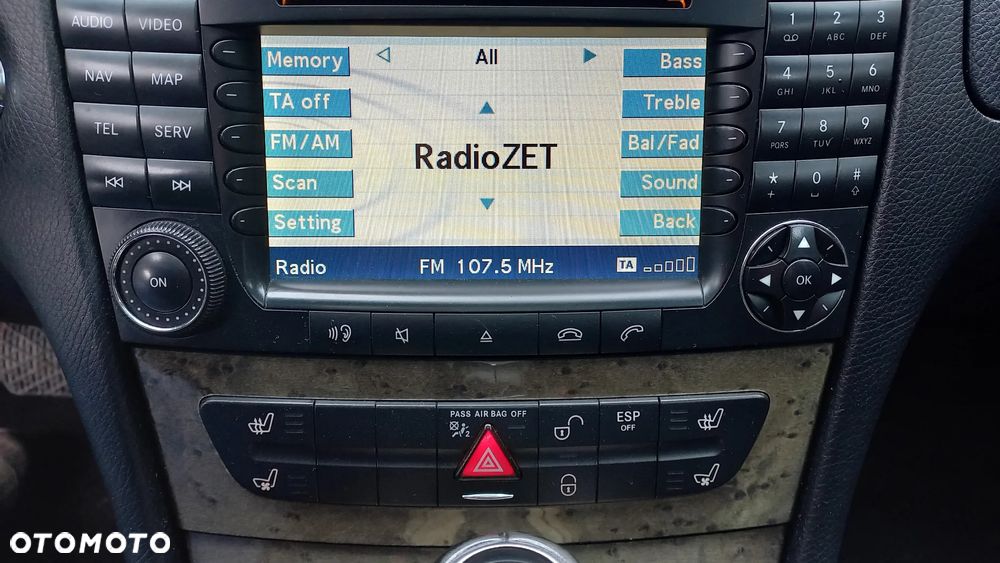 AUDIO VIDEO
NAV MAP
TEL SERV
Memory All Bass
TA off Treble
FM/AM Bal/Fad
RadioZET
Scan Sound
Setting Back
Radio FM 107.5 MHz TA
1 2 ABC 3 DEF
4 GHI 5 JKL 6 MNO
7 PQRS 8 TUV 9 WXYZ
* + 0 #
ON
OK
PASS AIR BAG OFF
2
ESP
OFF
OTOMOTO